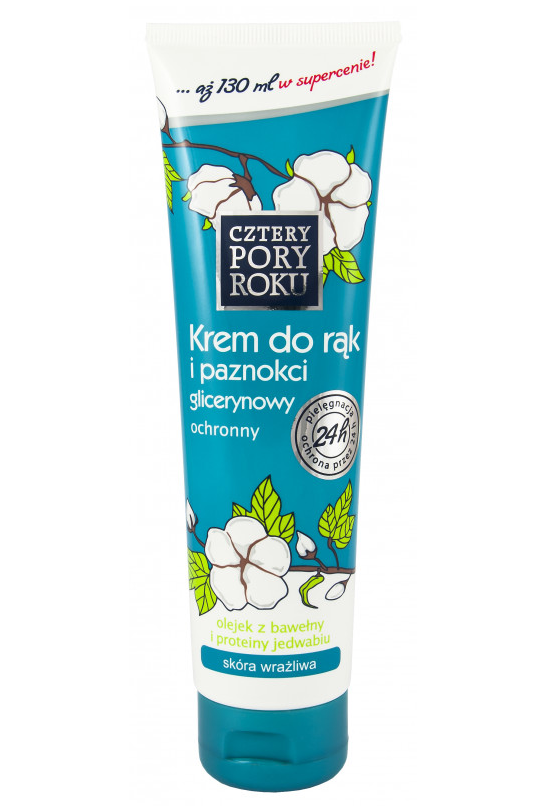 ... aż 130 ml w supercenie!
CZTERY
PORY
ROKU
Krem do rąk
i paznokci
glicerynowy
ochronny
pielęgnacja
24h
ochrona przez 24h
olejek z bawełny
i proteiny jedwabiu
skóra wrażliwa